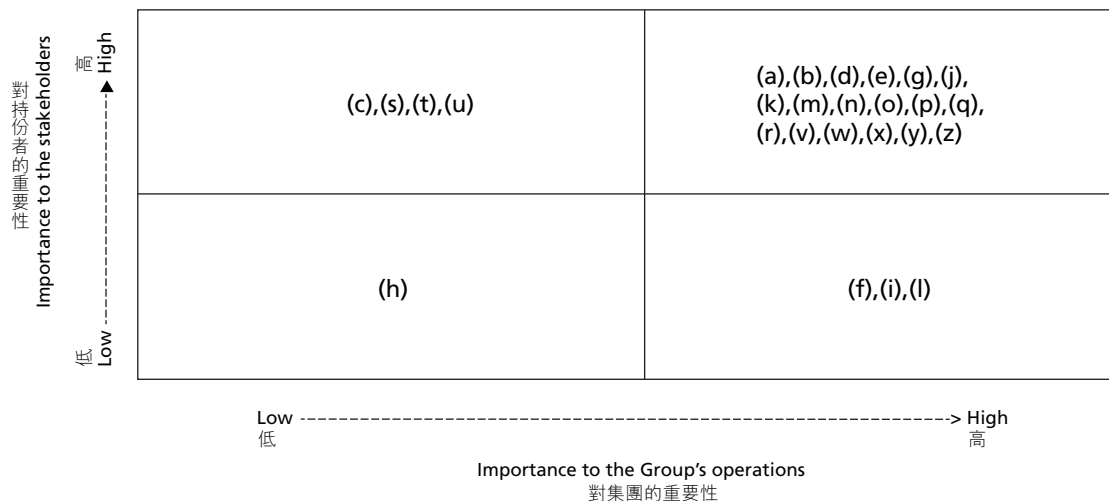 對持份者的重要性
Importance to the stakeholders
高
High
低
Low
(c),(s),(t),(u)
(a),(b),(d),(e),(g),(j),
(k),(m),(n),(o),(p),(q),
(r),(v),(w),(x),(y),(z)
(h)
(f),(i),(l)
Low High
低 高
Importance to the Group’s operations
對集團的重要性